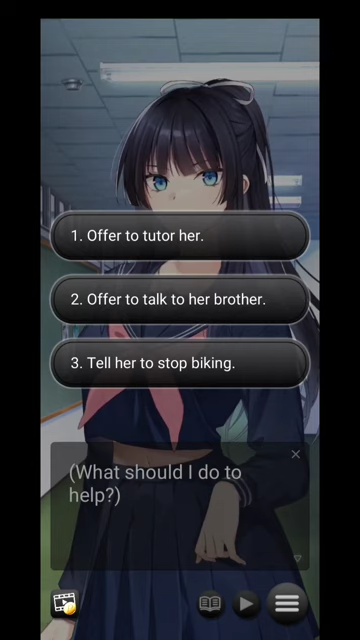 1. Offer to tutor her.
2. Offer to talk to her brother.
3. Tell her to stop biking.
(What should I do to
help?)